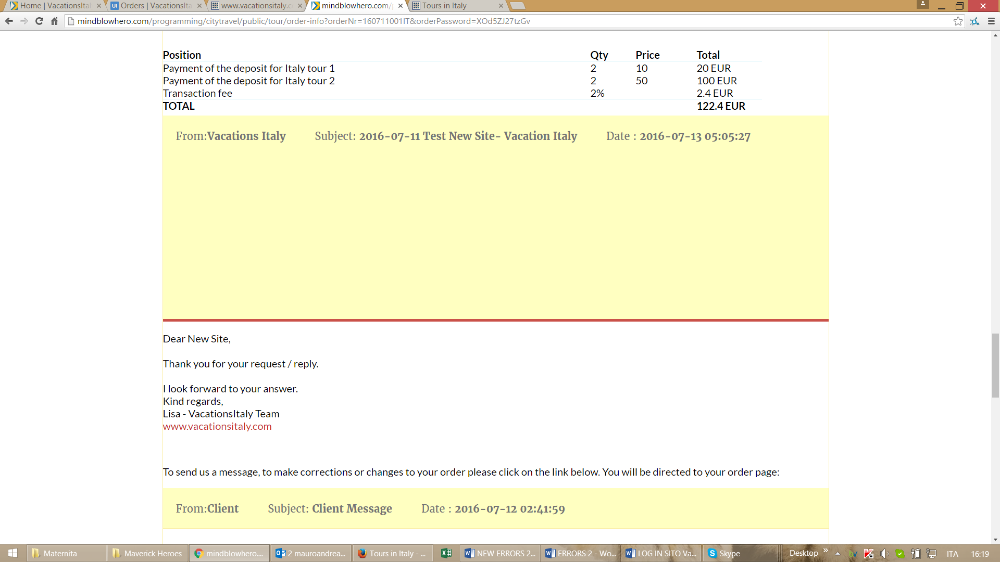 Home | VacationsItal
Orders | VacationsIta
www.vacationsitaly.c
mindblowhero.com/
Tours in Italy
mindblowhero.com/programming/citytravel/public/tour/order-info?orderNr=160711001IT&orderPassword=XOd5ZJ27tzGv
Position Qty Price Total
Payment of the deposit for Italy tour 1 2 10 20 EUR
Payment of the deposit for Italy tour 2 2 50 100 EUR
Transaction fee 2% 2.4 EUR
TOTAL 122.4 EUR
From:Vacations Italy Subject: 2016-07-11 Test New Site- Vacation Italy Date : 2016-07-13 05:05:27
Dear New Site,
Thank you for your request / reply.
I look forward to your answer.
Kind regards,
Lisa - VacationsItaly Team
www.vacationsitaly.com
To send us a message, to make corrections or changes to your order please click on the link below. You will be directed to your order page:
From:Client Subject: Client Message Date : 2016-07-12 02:41:59
Maternita
Maverick Heroes
mindblowhero....
2 mauroandrea...
Tours in Italy - ...
NEW ERRORS 2...
ERRORS 2 - Wo...
LOG IN SITO Va...
Skype
Desktop
ITA
16:19